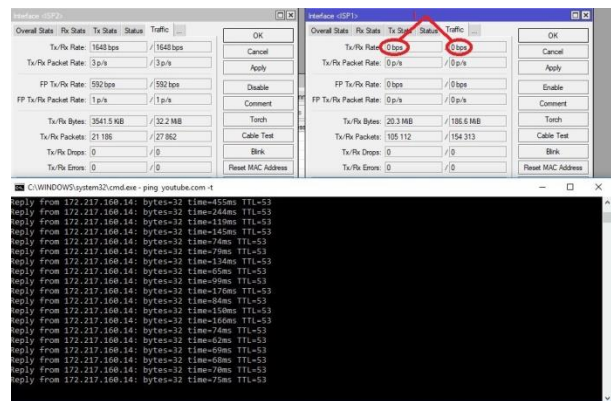 Interface <ISP2>
Overall Stats Rx Stats Tx Stats Status Traffic ...
Tx/Rx Rate: 1648 bps / 1648 bps
Tx/Rx Packet Rate: 3 p/s / 3 p/s
FP Tx/Rx Rate: 592 bps / 592 bps
FP Tx/Rx Packet Rate: 1 p/s / 1 p/s
Tx/Rx Bytes: 3541.5 KiB / 32.2 MiB
Tx/Rx Packets: 21 186 / 27 862
Tx/Rx Drops: 0 / 0
Tx/Rx Errors: 0 / 0
OK
Cancel
Apply
Disable
Comment
Torch
Cable Test
Blink
Reset MAC Address
Interface <ISP1>
Overall Stats Rx Stats Tx Stats Status Traffic ...
Tx/Rx Rate: 0 bps / 0 bps
Tx/Rx Packet Rate: 0 p/s / 0 p/s
FP Tx/Rx Rate: 0 bps / 0 bps
FP Tx/Rx Packet Rate: 0 p/s / 0 p/s
Tx/Rx Bytes: 20.3 MiB / 186.6 MiB
Tx/Rx Packets: 105 112 / 154 313
Tx/Rx Drops: 0 / 0
Tx/Rx Errors: 0 / 0
OK
Cancel
Apply
Enable
Comment
Torch
Cable Test
Blink
Reset MAC Address
C:\WINDOWS\system32\cmd.exe - ping youtube.com -t
Reply from 172.217.160.14: bytes=32 time=455ms TTL=53
Reply from 172.217.160.14: bytes=32 time=244ms TTL=53
Reply from 172.217.160.14: bytes=32 time=119ms TTL=53
Reply from 172.217.160.14: bytes=32 time=145ms TTL=53
Reply from 172.217.160.14: bytes=32 time=74ms TTL=53
Reply from 172.217.160.14: bytes=32 time=79ms TTL=53
Reply from 172.217.160.14: bytes=32 time=134ms TTL=53
Reply from 172.217.160.14: bytes=32 time=65ms TTL=53
Reply from 172.217.160.14: bytes=32 time=99ms TTL=53
Reply from 172.217.160.14: bytes=32 time=176ms TTL=53
Reply from 172.217.160.14: bytes=32 time=84ms TTL=53
Reply from 172.217.160.14: bytes=32 time=150ms TTL=53
Reply from 172.217.160.14: bytes=32 time=166ms TTL=53
Reply from 172.217.160.14: bytes=32 time=74ms TTL=53
Reply from 172.217.160.14: bytes=32 time=62ms TTL=53
Reply from 172.217.160.14: bytes=32 time=69ms TTL=53
Reply from 172.217.160.14: bytes=32 time=68ms TTL=53
Reply from 172.217.160.14: bytes=32 time=70ms TTL=53
Reply from 172.217.160.14: bytes=32 time=75ms TTL=53